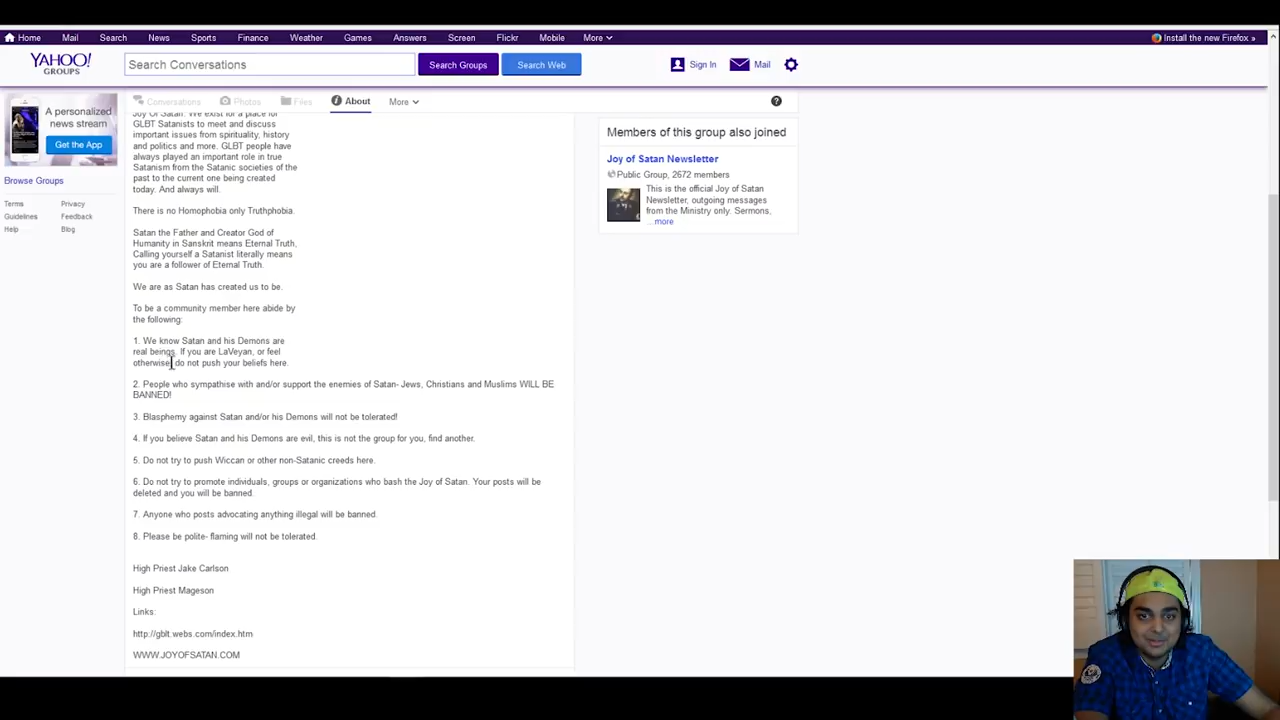 Home Mail Search News Sports Finance Weather Games Answers Screen Flickr Mobile More
Install the new Firefox »
YAHOO!
GROUPS
Search Conversations
Search Groups
Search Web
Sign In
Mail
A personalized
news stream
Get the App
Browse Groups
Terms Privacy
Guidelines Feedback
Help Blog
Conversations Photos Files About More
Joy Of Satan. We exist for a place for
GLBT Satanists to meet and discuss
important issues from spirituality, history
and politics and more. GLBT people have
always played an important role in true
Satanism from the Satanic societies of the
past to the current one being created
today. And always will.
There is no Homophobia only Truthphobia.
Satan the Father and Creator God of
Humanity in Sanskrit means Eternal Truth,
Calling yourself a Satanist literally means
you are a follower of Eternal Truth.
We are as Satan has created us to be.
To be a community member here abide by
the following:
1. We know Satan and his Demons are
real beings. If you are LaVeyan, or feel
otherwise, do not push your beliefs here.
2. People who sympathise with and/or support the enemies of Satan- Jews, Christians and Muslims WILL BE
BANNED!
3. Blasphemy against Satan and/or his Demons will not be tolerated!
4. If you believe Satan and his Demons are evil, this is not the group for you, find another.
5. Do not try to push Wiccan or other non-Satanic creeds here.
6. Do not try to promote individuals, groups or organizations who bash the Joy of Satan. Your posts will be
deleted and you will be banned.
7. Anyone who posts advocating anything illegal will be banned.
8. Please be polite- flaming will not be tolerated.
High Priest Jake Carlson
High Priest Mageson
Links:
http://gblt.webs.com/index.htm
WWW.JOYOFSATAN.COM
Members of this group also joined
Joy of Satan Newsletter
Public Group, 2672 members
This is the official Joy of Satan
Newsletter, outgoing messages
from the Ministry only. Sermons,
...more